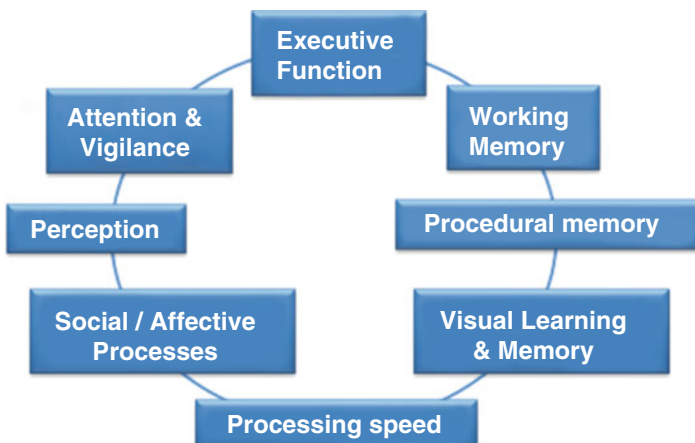 Executive
Function
Attention &
Vigilance
Working
Memory
Perception
Procedural memory
Social / Affective
Processes
Visual Learning
& Memory
Processing speed